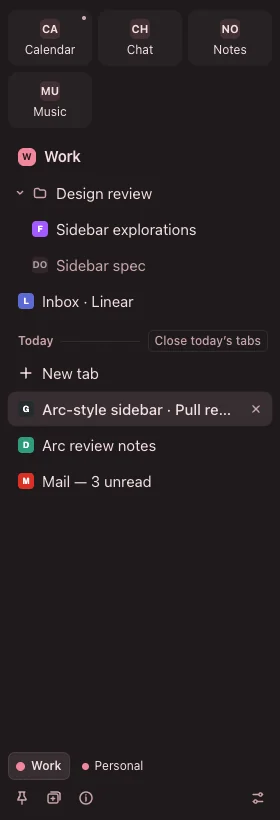 CA
Calendar
CH
Chat
NO
Notes
MU
Music
W Work
Design review
F Sidebar explorations
DO Sidebar spec
L Inbox · Linear
Today Close today's tabs
New tab
G Arc-style sidebar · Pull re...
D Arc review notes
M Mail — 3 unread
Work Personal